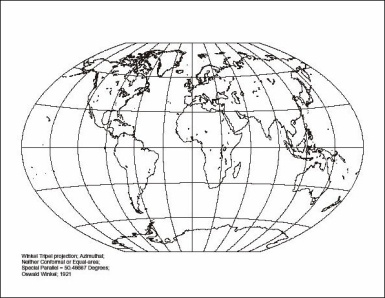 Winkel Tripel projection; Azimuthal;
Neither Conformal or Equal-area;
Special Parallel = 50.46667 Degrees;
Oswald Winkel; 1921